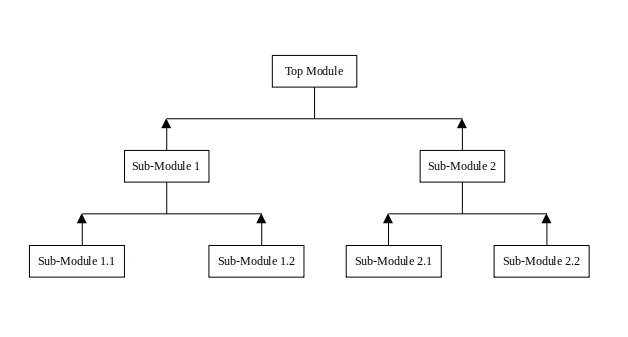 Top Module
Sub-Module 1
Sub-Module 2
Sub-Module 1.1
Sub-Module 1.2
Sub-Module 2.1
Sub-Module 2.2